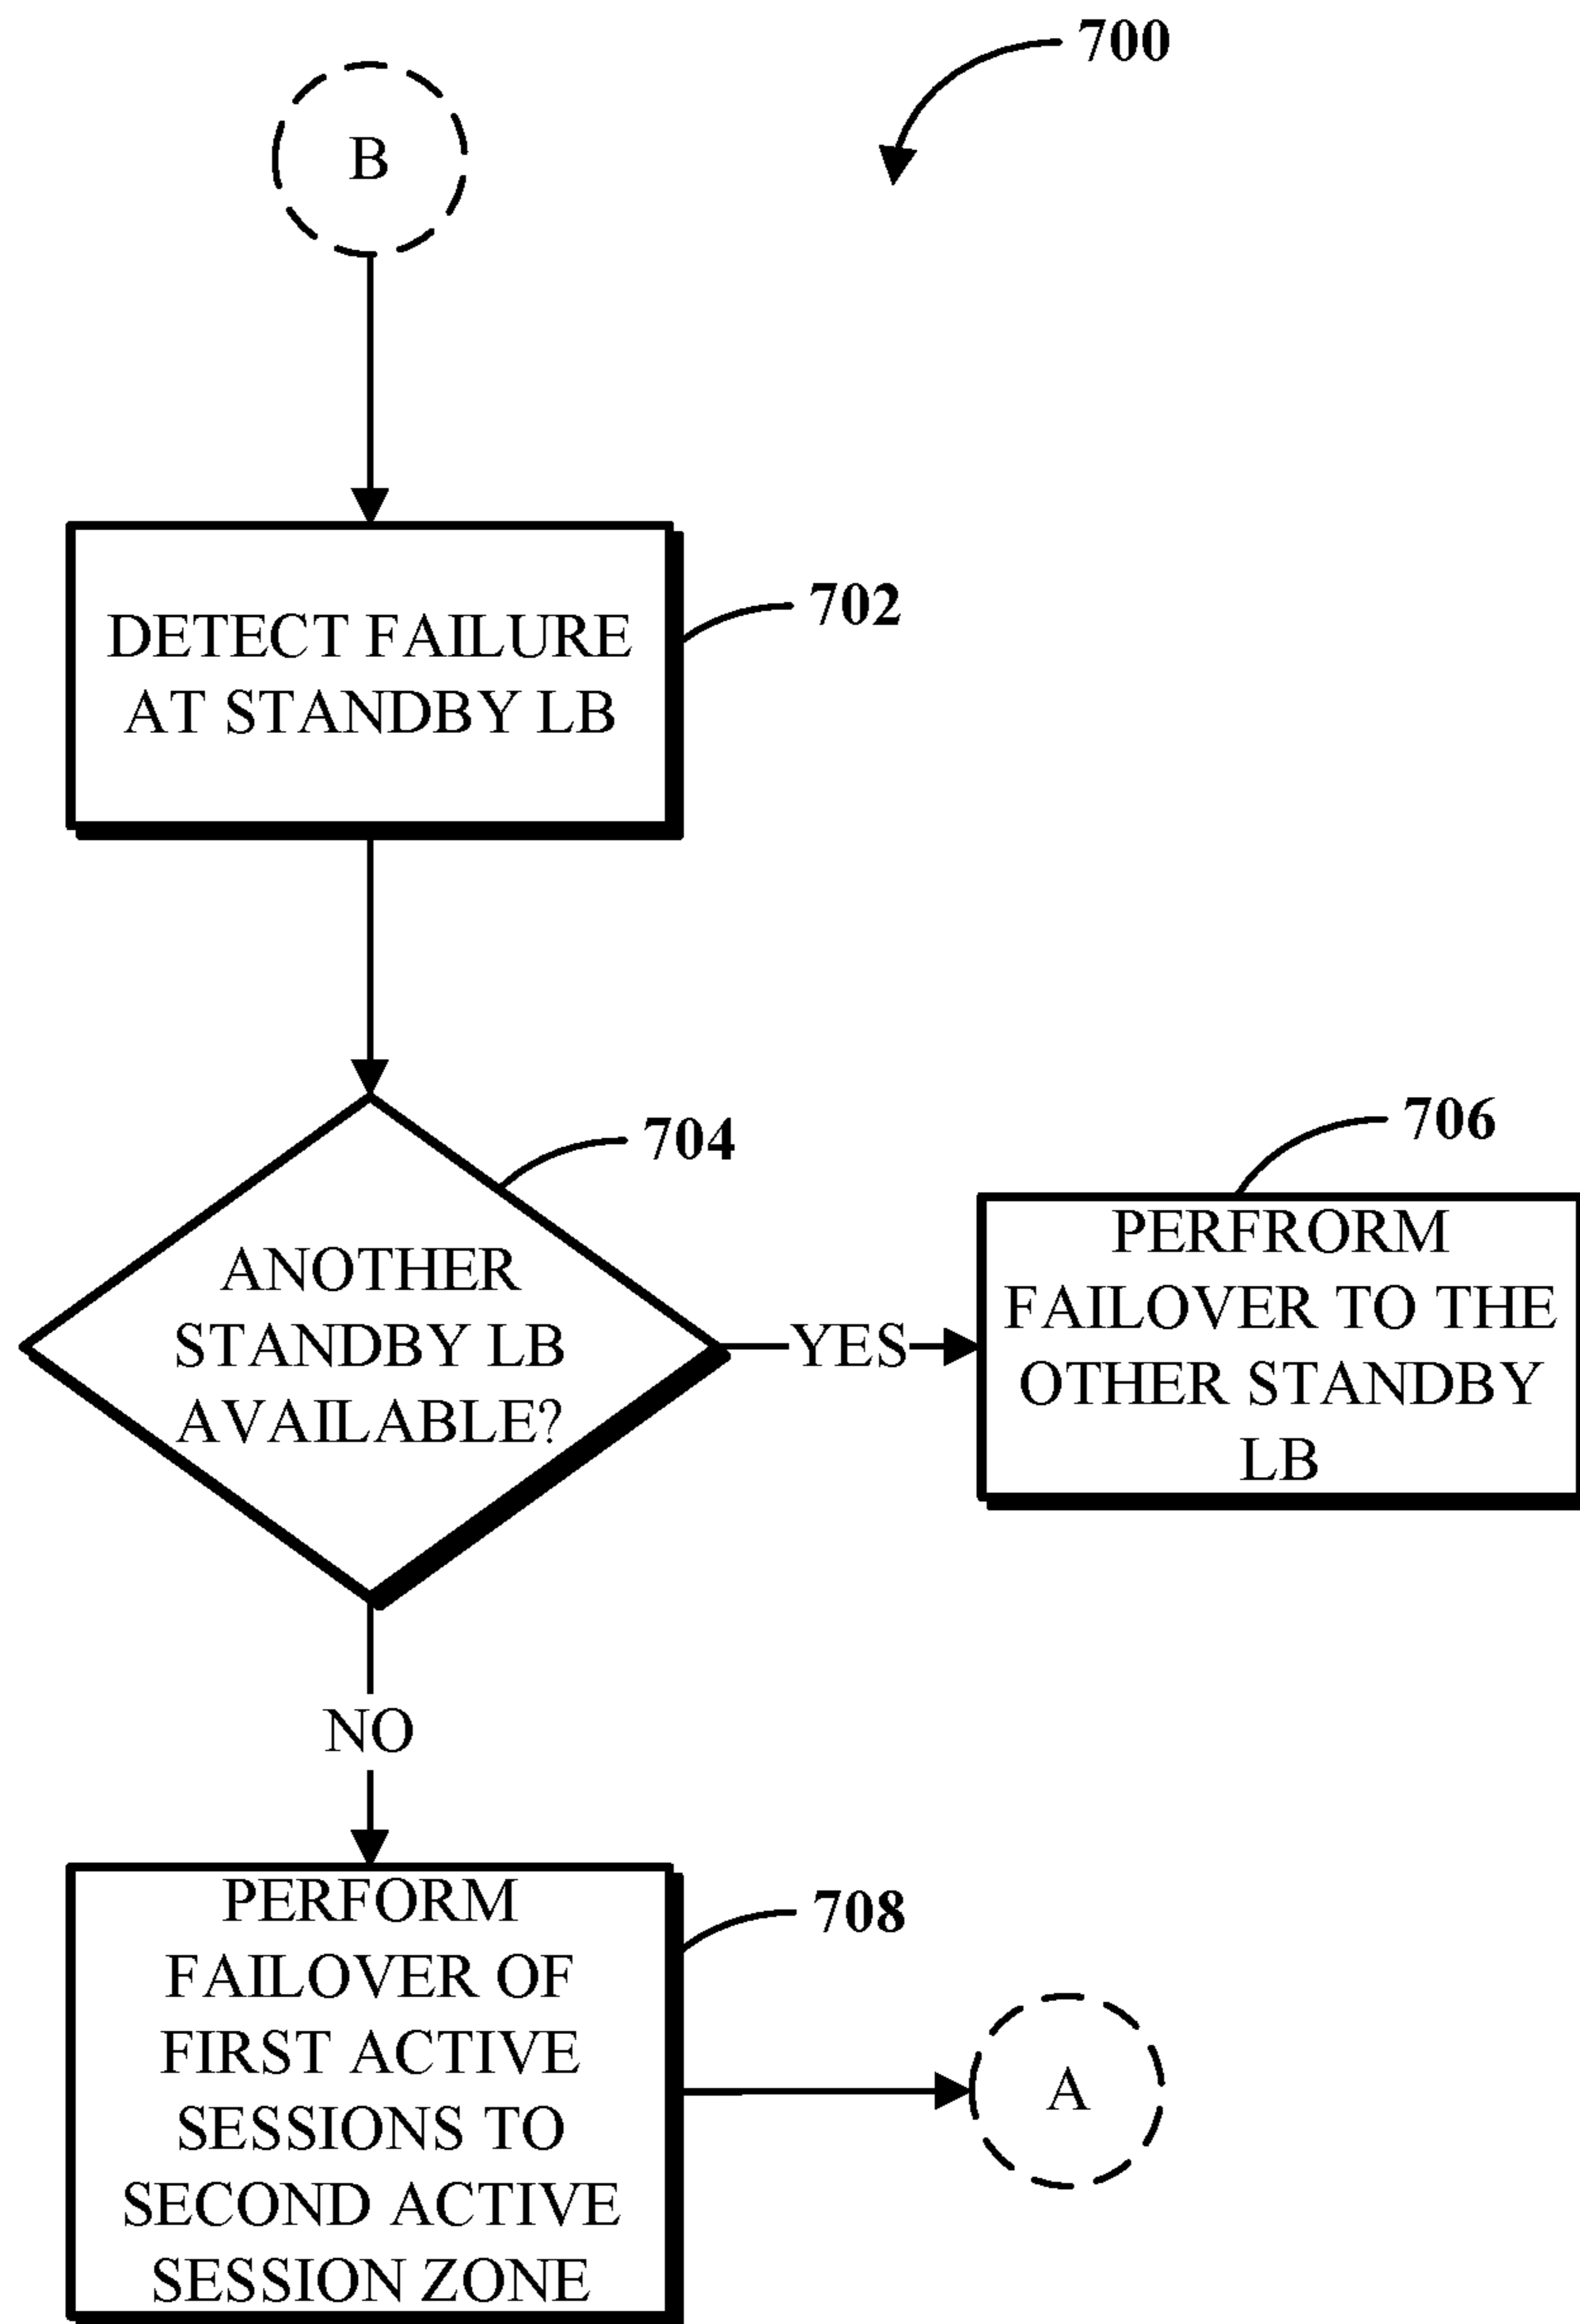 700
B
DETECT FAILURE
AT STANDBY LB
702
704
ANOTHER
STANDBY LB
AVAILABLE?
YES
706
PERFRORM
FAILOVER TO THE
OTHER STANDBY
LB
NO
708
PERFORM
FAILOVER OF
FIRST ACTIVE
SESSIONS TO
SECOND ACTIVE
SESSION ZONE
A